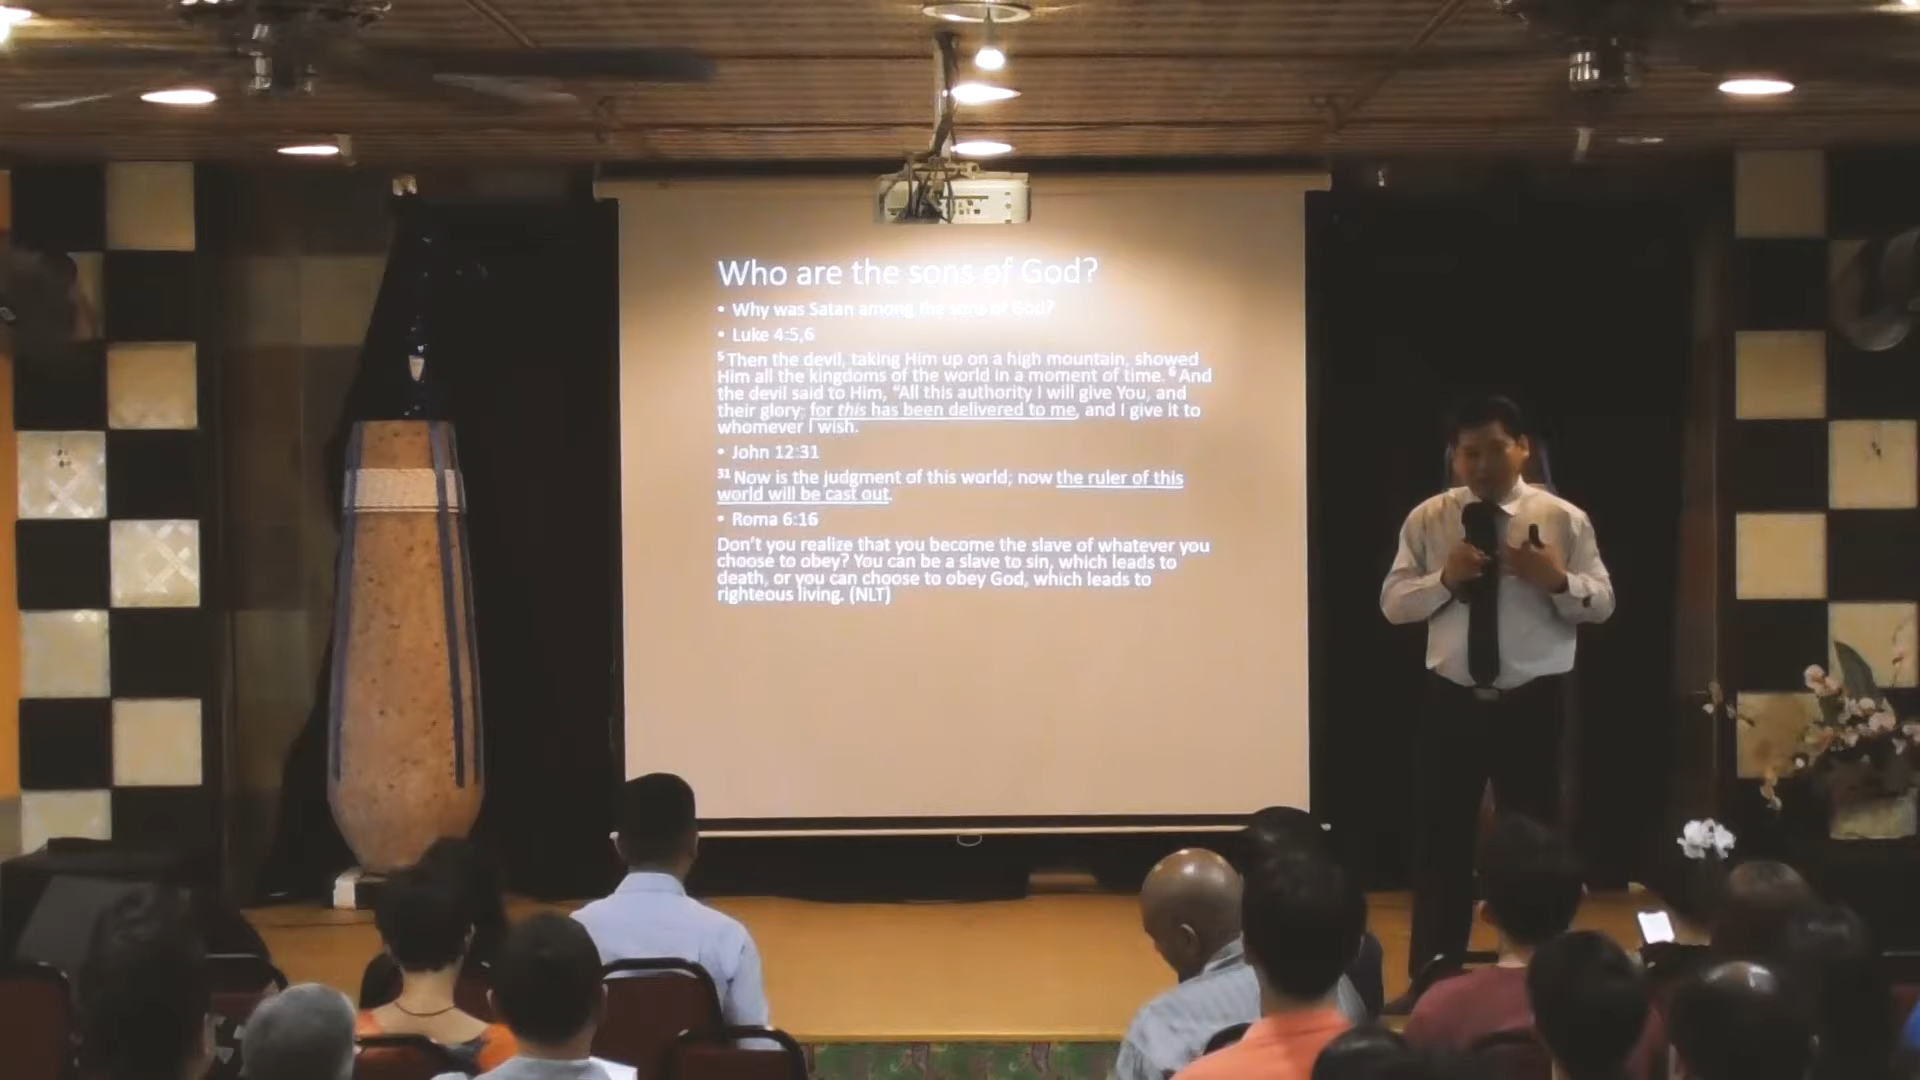 Who are the sons of God?
• Why was Satan among the sons of God?
• Luke 4:5,6
5 Then the devil, taking Him up on a high mountain, showed
Him all the kingdoms of the world in a moment of time. 6 And
the devil said to Him, “All this authority I will give You, and
their glory; for this has been delivered to me, and I give it to
whomever I wish.
• John 12:31
31 Now is the judgment of this world; now the ruler of this
world will be cast out.
• Roma 6:16
Don’t you realize that you become the slave of whatever you
choose to obey? You can be a slave to sin, which leads to
death, or you can choose to obey God, which leads to
righteous living. (NLT)